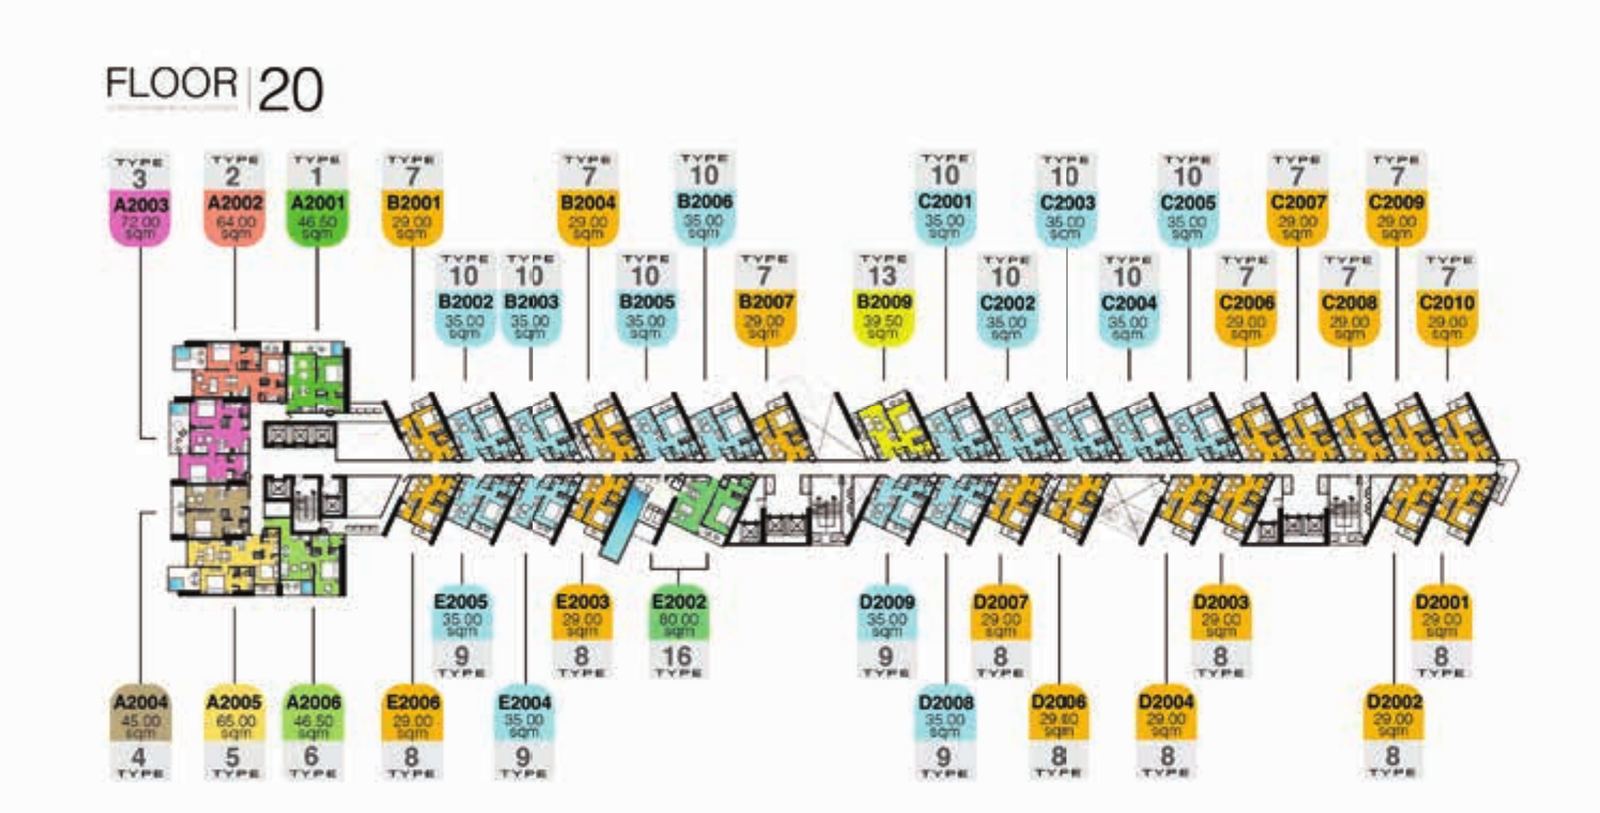 FLOOR 20
TYPE
3
A2003
72.00
sqm
TYPE
2
A2002
64.00
sqm
TYPE
1
A2001
46.50
sqm
TYPE
7
B2001
29.00
sqm
TYPE
7
B2004
29.00
sqm
TYPE
10
B2006
35.00
sqm
TYPE
10
C2001
35.00
sqm
TYPE
10
C2003
35.00
sqm
TYPE
10
C2005
35.00
sqm
TYPE
7
C2007
29.00
sqm
TYPE
7
C2009
29.00
sqm
TYPE
10
B2002
35.00
sqm
TYPE
10
B2003
35.00
sqm
TYPE
10
B2005
35.00
sqm
TYPE
7
B2007
29.00
sqm
TYPE
13
B2009
39.50
sqm
TYPE
10
C2002
35.00
sqm
TYPE
10
C2004
35.00
sqm
TYPE
7
C2006
29.00
sqm
TYPE
7
C2008
29.00
sqm
TYPE
7
C2010
29.00
sqm
E2005
35.00
sqm
9
TYPE
E2003
29.00
sqm
8
TYPE
E2002
80.00
sqm
16
TYPE
D2009
35.00
sqm
9
TYPE
D2007
29.00
sqm
8
TYPE
D2003
29.00
sqm
8
TYPE
D2001
29.00
sqm
8
TYPE
A2004
45.00
sqm
4
TYPE
A2005
65.00
sqm
5
TYPE
A2006
46.50
sqm
6
TYPE
E2006
29.00
sqm
8
TYPE
E2004
35.00
sqm
9
TYPE
D2008
35.00
sqm
9
TYPE
D2006
29.00
sqm
8
TYPE
D2004
29.00
sqm
8
TYPE
D2002
29.00
sqm
8
TYPE